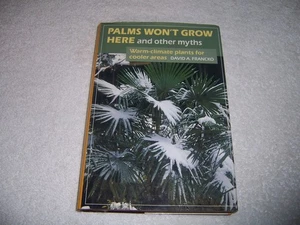 PALMS WON'T GROW
HERE and other myths
Warm-climate plants for
cooler areas DAVID A. FRANCKO